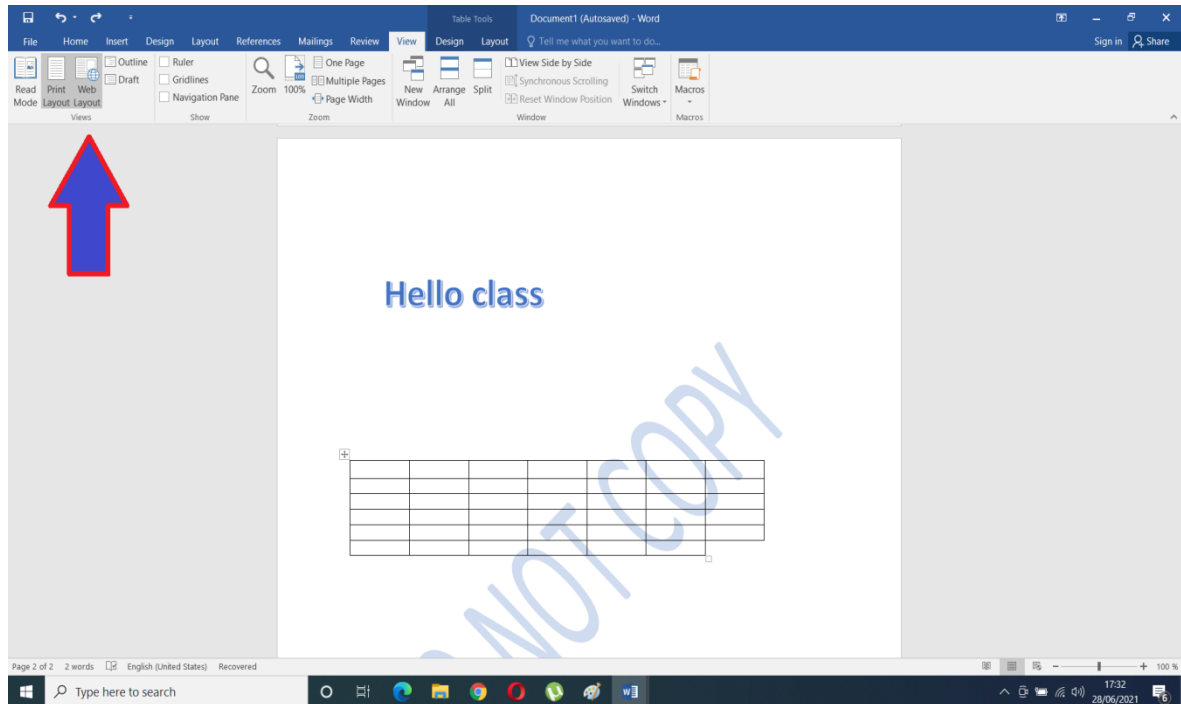 Table Tools Document1 (Autosaved) - Word
File Home Insert Design Layout References Mailings Review View Design Layout Tell me what you want to do... Sign in Share
Read Mode
Print Layout
Web Layout
Outline
Draft
Views
Ruler
Gridlines
Navigation Pane
Show
Zoom
100%
One Page
Multiple Pages
Page Width
Zoom
New Window
Arrange All
Split
View Side by Side
Synchronous Scrolling
Reset Window Position
Window
Switch Windows
Macros
Macros
Hello class
NOT COPY
Page 2 of 2 2 words English (United States) Recovered 100 %
Type here to search
17:32
28/06/2021
6